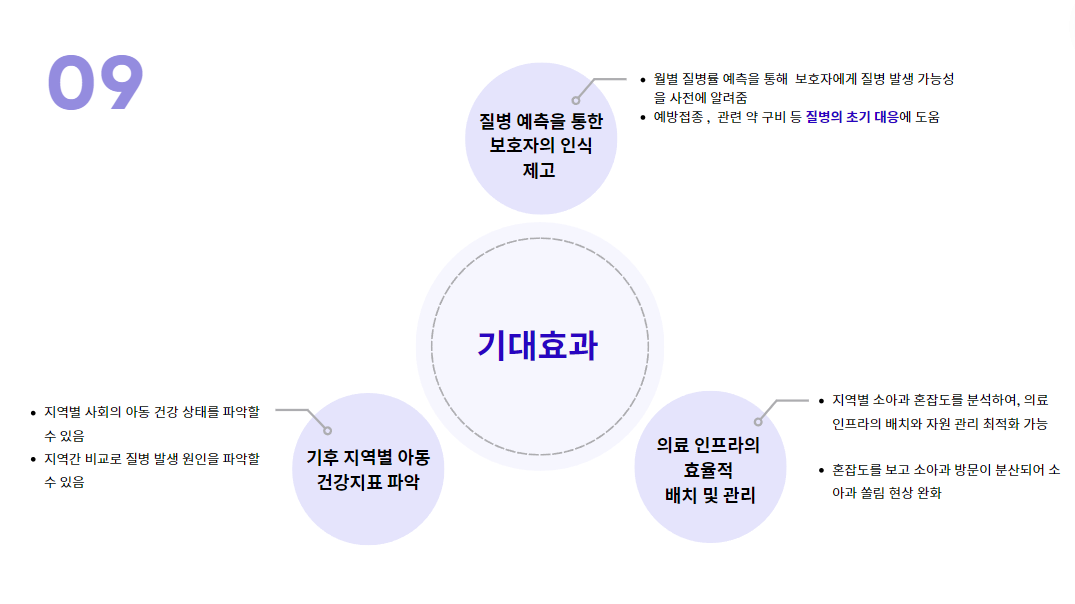 09
질병 예측을 통한
보호자의 인식
제고
• 월별 질병률 예측을 통해 보호자에게 질병 발생 가능성
을 사전에 알려줌
• 예방접종 , 관련 약 구비 등 질병의 초기 대응에 도움
기대효과
• 지역별 사회의 아동 건강 상태를 파악할
수 있음
• 지역간 비교로 질병 발생 원인을 파악할
수 있음
기후 지역별 아동
건강지표 파악
의료 인프라의
효율적
배치 및 관리
• 지역별 소아과 혼잡도를 분석하여, 의료
인프라의 배치와 자원 관리 최적화 가능
• 혼잡도를 보고 소아과 방문이 분산되어 소
아과 쏠림 현상 완화